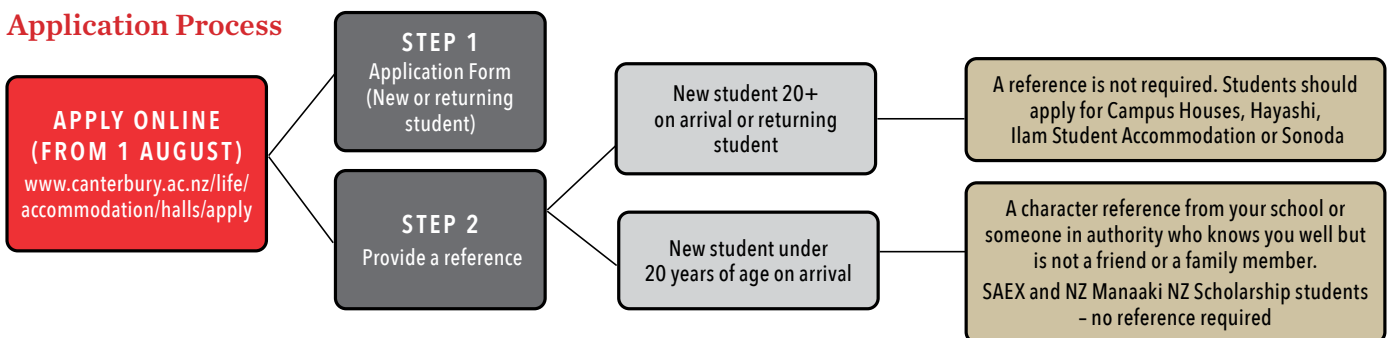 Application Process
APPLY ONLINE
(FROM 1 AUGUST)
www.canterbury.ac.nz/life/
accommodation/halls/apply
STEP 1
Application Form
(New or returning
student)
STEP 2
Provide a reference
New student 20+
on arrival or returning
student
New student under
20 years of age on arrival
A reference is not required. Students should
apply for Campus Houses, Hayashi,
Ilam Student Accommodation or Sonoda
A character reference from your school or
someone in authority who knows you well but
is not a friend or a family member.
SAEX and NZ Manaaki NZ Scholarship students
– no reference required